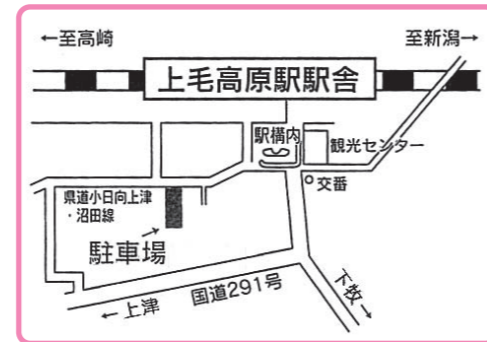 ←至高崎
至新潟→
上毛高原駅駅舎
駅構内
観光センター
交番
県道小日向上津
・沼田線
駐車場
←上津
国道291号
下牧→